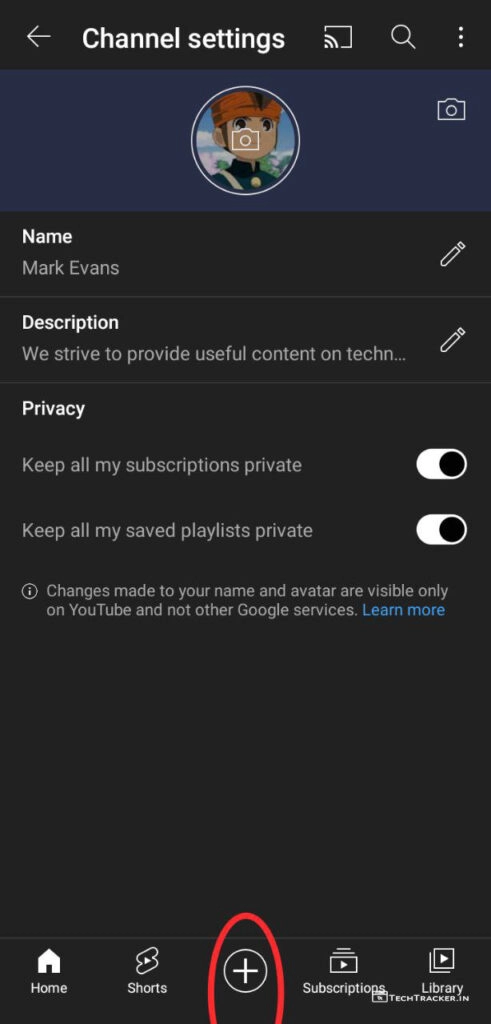 Channel settings
Name
Mark Evans
Description
We strive to provide useful content on techn...
Privacy
Keep all my subscriptions private
Keep all my saved playlists private
Changes made to your name and avatar are visible only
on YouTube and not other Google services. Learn more
Home
Shorts
Subscriptions
Library
TechTracker.in